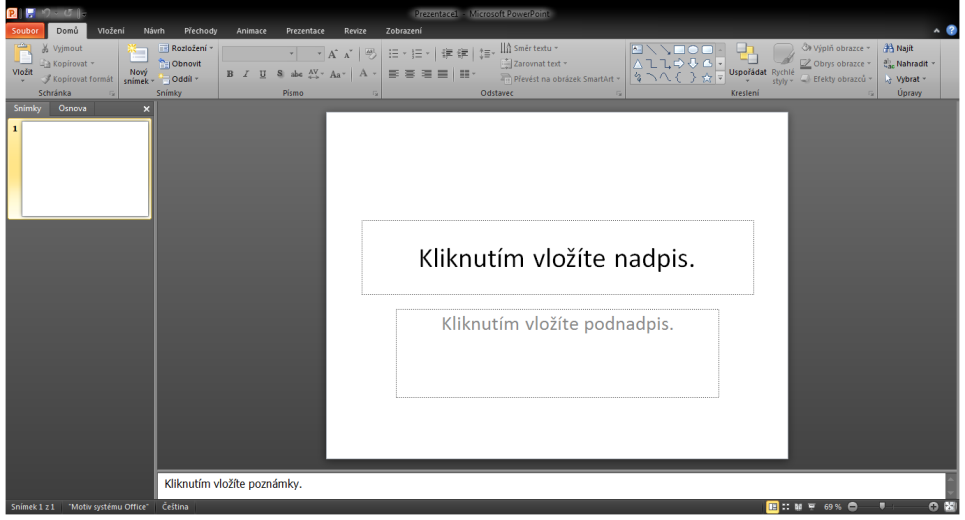 Prezentace1 - Microsoft PowerPoint
Soubor Domů Vložení Návrh Přechody Animace Prezentace Revize Zobrazení
Vložit
Vyjmout
Kopírovat
Kopírovat formát
Schránka
Nový snímek
Rozložení
Obnovit
Oddíl
Snímky
B I U S abc AV Aa A
Písmo
Směr textu
Zarovnat text
Převést na obrázek SmartArt
Odstavec
Uspořádat
Rychlé styly
Výplň obrazce
Obrys obrazce
Efekty obrazců
Kreslení
Najít
Nahradit
Vybrat
Úpravy
Snímky Osnova
1
Kliknutím vložíte nadpis.
Kliknutím vložíte podnadpis.
Kliknutím vložíte poznámky.
Snímek 1 z 1 "Motiv systému Office" Čeština 69 %